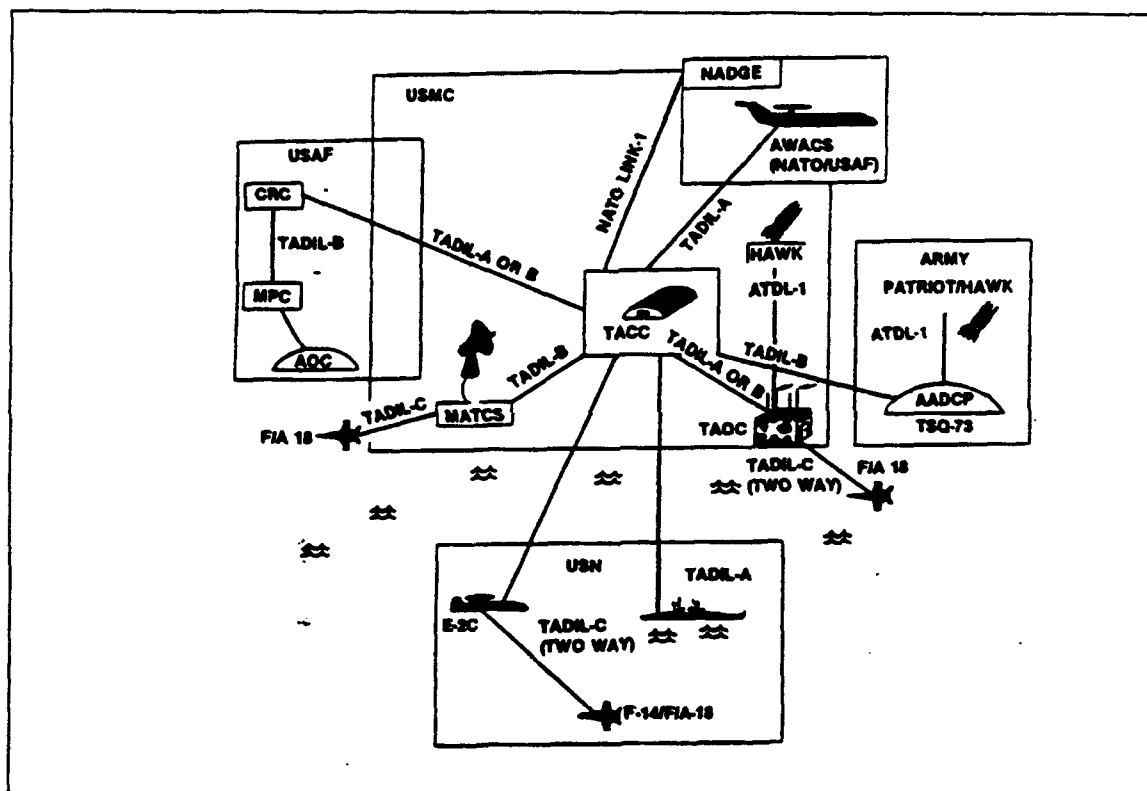 NADGE
USMC
AWACS
(NATO/USAF)
USAF
CRC
NATO LINK-1
TADIL-A
TADIL-B
TADIL-A OR B
HAWK
ARMY
PATRIOT/HAWK
MPC
ATDL-1
ATDL-1
TACC
AOC
TADIL-B
TADIL-A OR B
TADIL-B
AADCP
TSQ-73
TADIL-C
MATCS
F/A 18
TAOC
TADIL-C
(TWO WAY)
F/A 18
USN
TADIL-A
E-2C
TADIL-C
(TWO WAY)
F-14/F/A-18